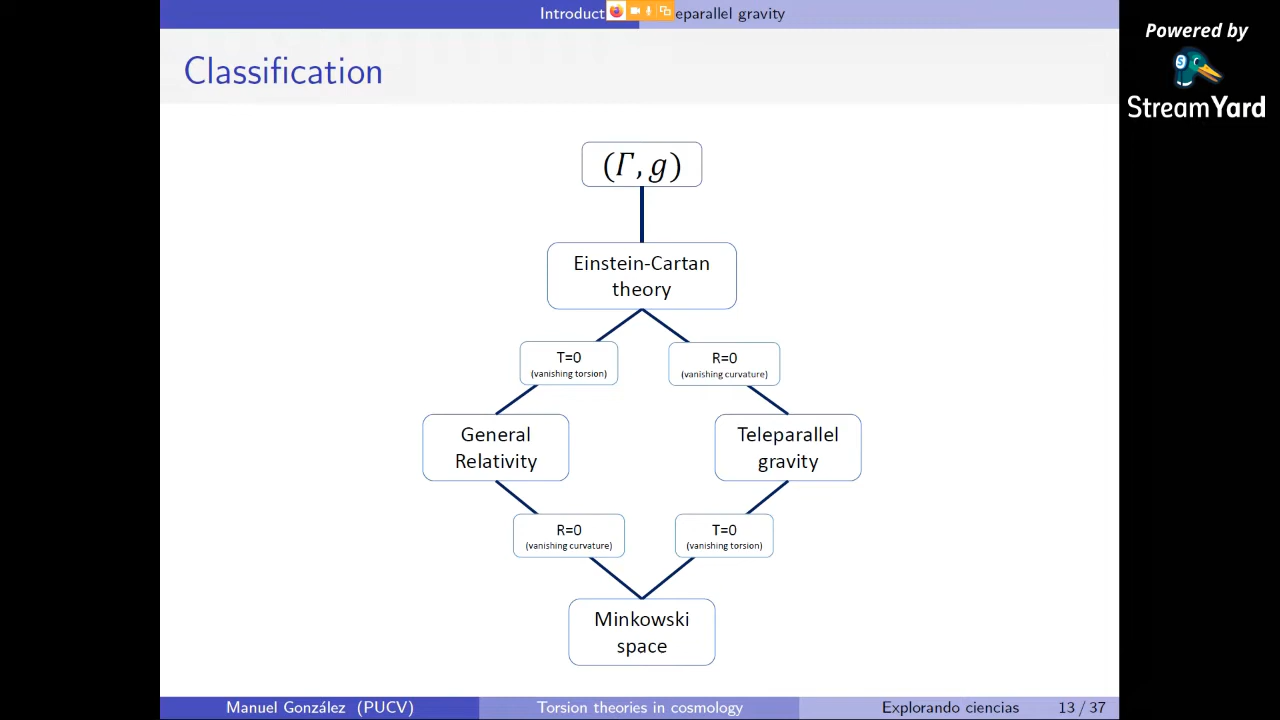 Introduct eparallel gravity
Powered by
StreamYard
Classification
(Γ, g)
Einstein-Cartan
theory
T=0
(vanishing torsion)
R=0
(vanishing curvature)
General
Relativity
Teleparallel
gravity
R=0
(vanishing curvature)
T=0
(vanishing torsion)
Minkowski
space
Manuel González (PUCV) Torsion theories in cosmology Explorando ciencias 13 / 37